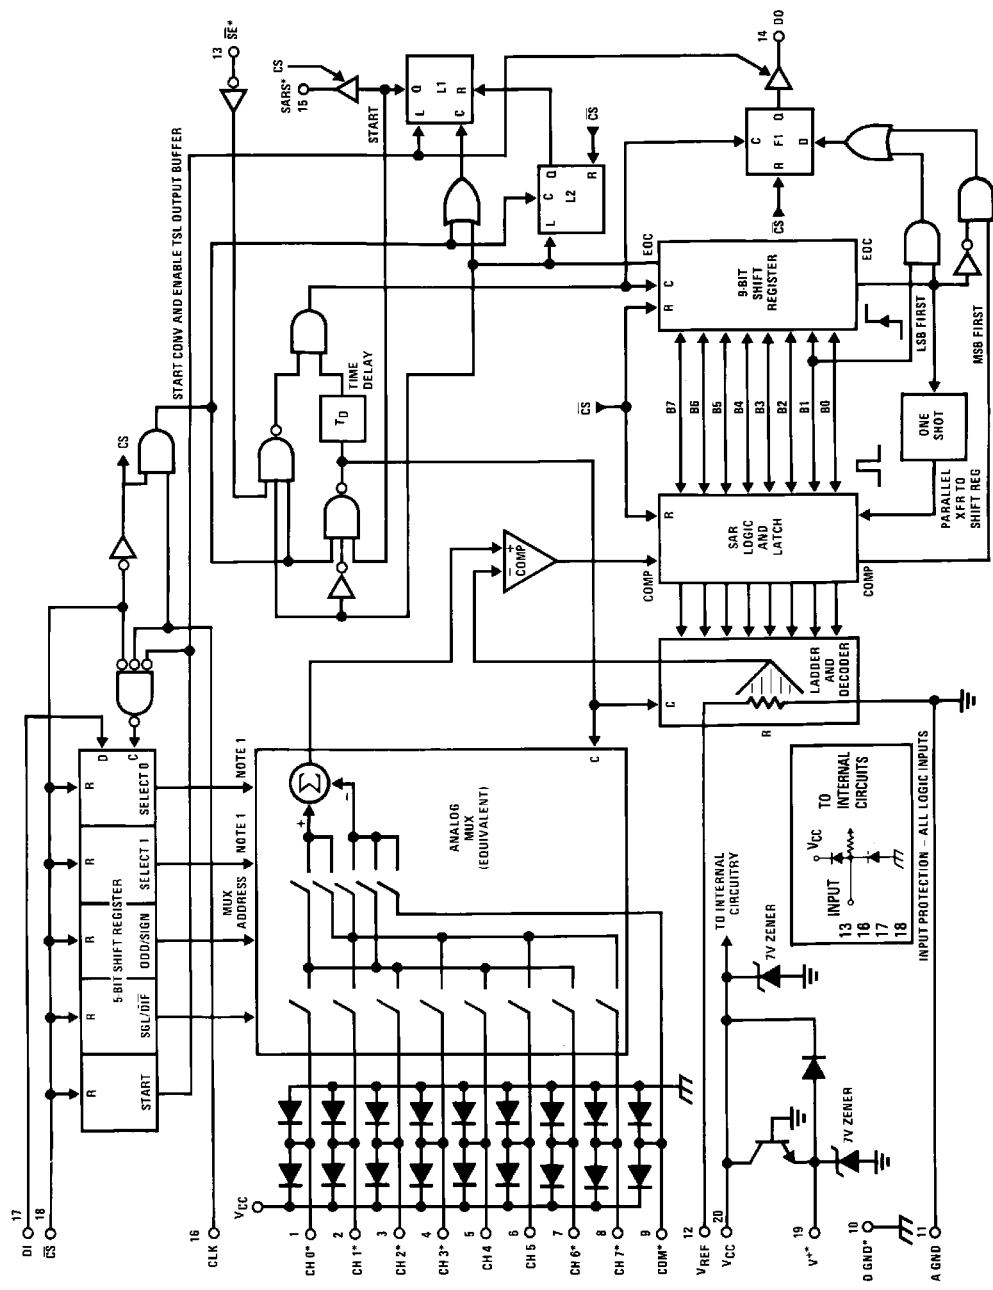 DI
17
CS
18
CLK
16
5-BIT SHIFT REGISTER
START
SGL/DIF
ODD/SIGN
SELECT 1
SELECT 0
R
R
R
R
R
D
C
MUX
ADDRESS
NOTE 1
NOTE 1
CS
START CONV AND ENABLE TSL OUTPUT BUFFER
13
SE*
SARS*
15
CS
START
L
Q
L1
C
R
TD
TIME
DELAY
L
C
Q
L2
R
CS
VCC
1
CH 0*
2
CH 1*
3
CH 2*
4
CH 3*
5
CH 4
6
CH 5
7
CH 6*
8
CH 7*
9
COM*
ANALOG
MUX
(EQUIVALENT)
Σ
+
–
C
+
–
COMP
CS
EOC
R
C
9-BIT
SHIFT
REGISTER
EOC
CS
C
R
F1
Q
D
14
DO
B7
B6
B5
B4
B3
B2
B1
B0
COMP
R
SAR
LOGIC
AND
LATCH
COMP
LSB FIRST
MSB FIRST
ONE
SHOT
PARALLEL
XFR TO
SHIFT REG
C
R
LADDER
AND
DECODER
12
VREF
20
VCC
19
V+*
10
D GND*
11
A GND
TO INTERNAL
CIRCUITRY
7V ZENER
7V ZENER
INPUT
13
16
17
18
VCC
TO
INTERNAL
CIRCUITS
INPUT PROTECTION – ALL LOGIC INPUTS